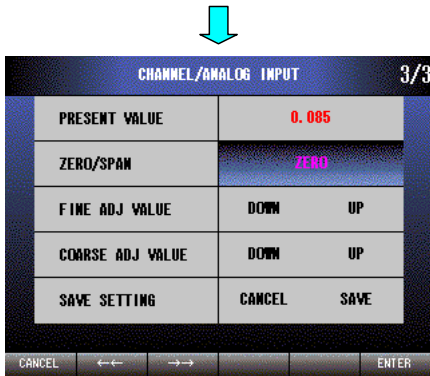 CHANNEL/ANALOG INPUT 3/3
PRESENT VALUE 0.085
ZERO/SPAN ZERO
FINE ADJ VALUE DOWN UP
COARSE ADJ VALUE DOWN UP
SAVE SETTING CANCEL SAVE
CANCEL ←← →→ ENTER